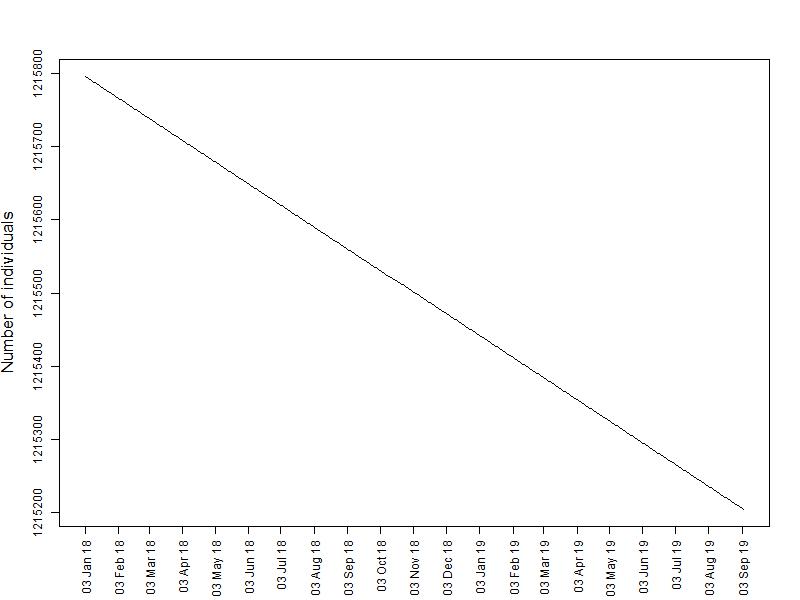 Number of individuals
1215800
1215700
1215600
1215500
1215400
1215300
1215200
03 Jan 18
03 Feb 18
03 Mar 18
03 Apr 18
03 May 18
03 Jun 18
03 Jul 18
03 Aug 18
03 Sep 18
03 Oct 18
03 Nov 18
03 Dec 18
03 Jan 19
03 Feb 19
03 Mar 19
03 Apr 19
03 May 19
03 Jun 19
03 Jul 19
03 Aug 19
03 Sep 19